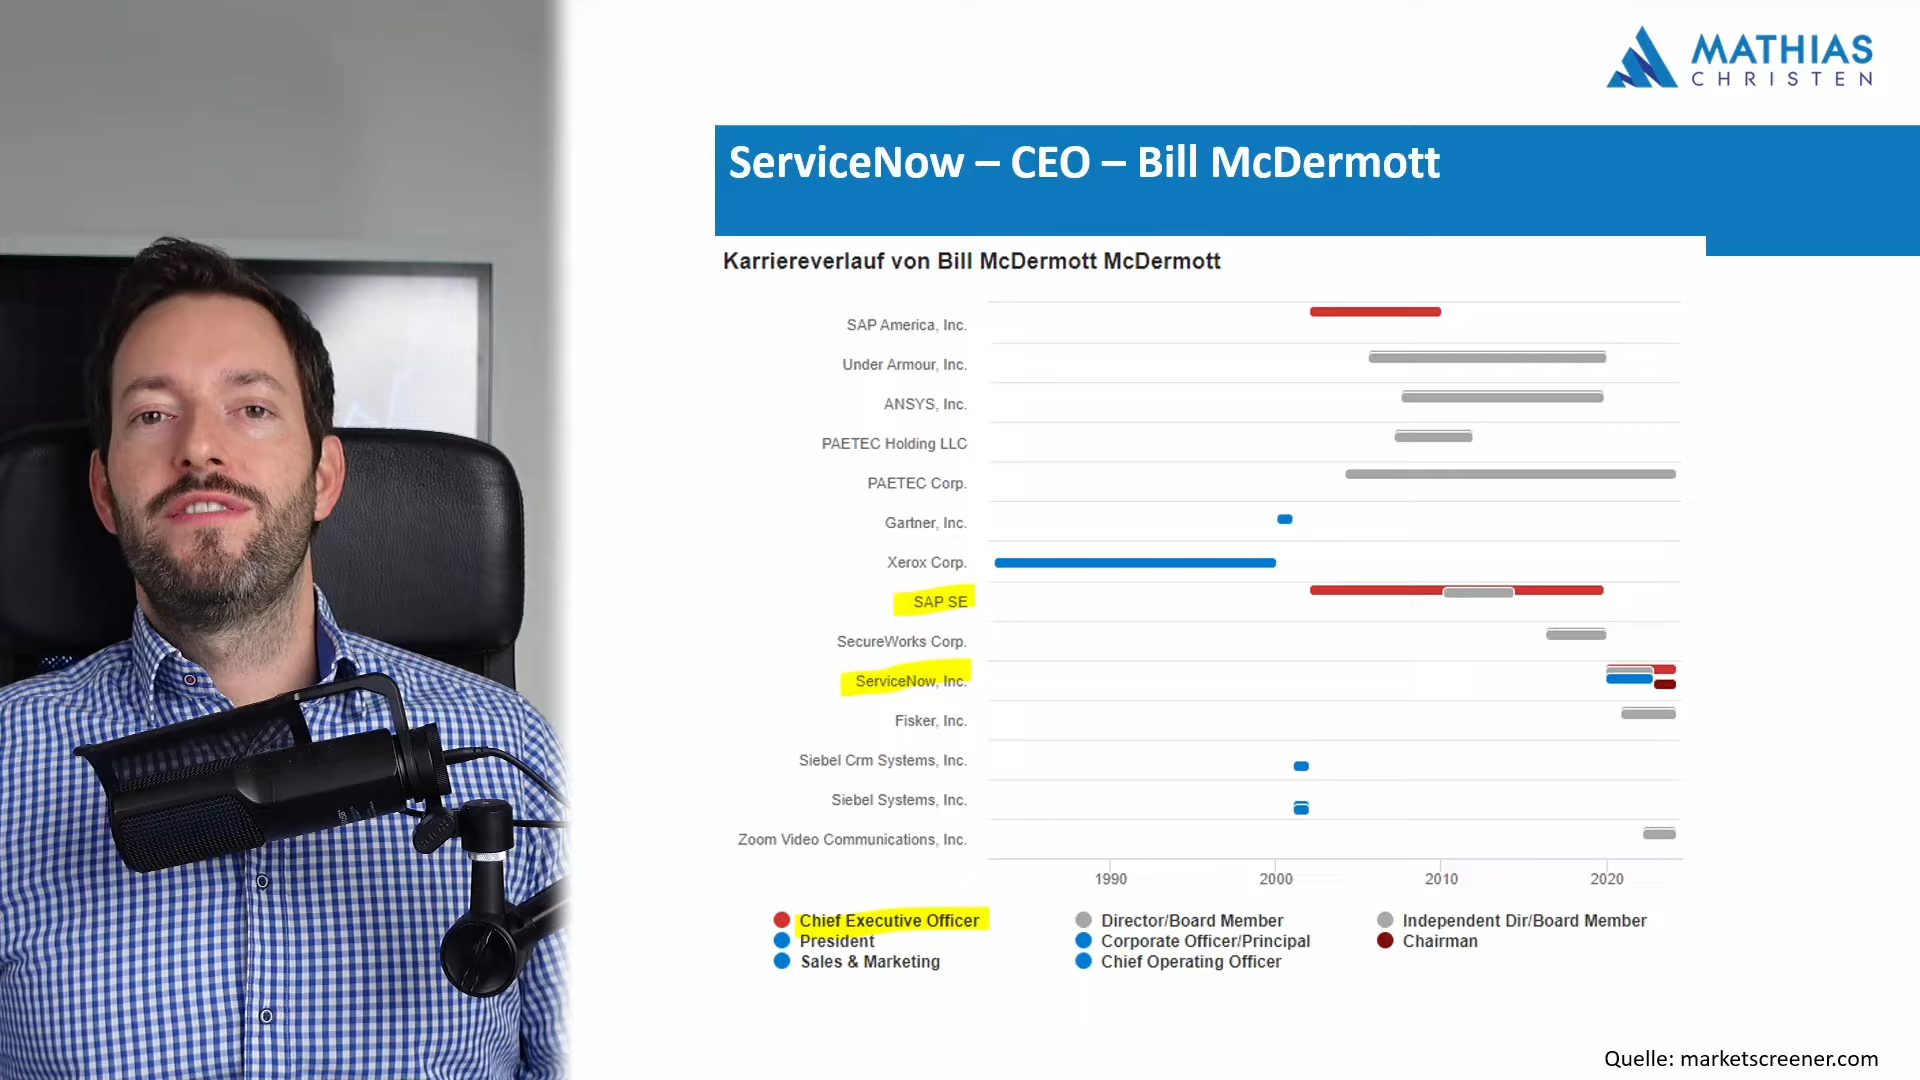 MATHIAS
CHRISTEN
ServiceNow – CEO – Bill McDermott
Karriereverlauf von Bill McDermott McDermott
SAP America, Inc.
Under Armour, Inc.
ANSYS, Inc.
PAETEC Holding LLC
PAETEC Corp.
Gartner, Inc.
Xerox Corp.
SAP SE
SecureWorks Corp.
ServiceNow, Inc.
Fisker, Inc.
Siebel Crm Systems, Inc.
Siebel Systems, Inc.
Zoom Video Communications, Inc.
1990 2000 2010 2020
Chief Executive Officer Director/Board Member Independent Dir/Board Member
President Corporate Officer/Principal Chairman
Sales & Marketing Chief Operating Officer
Quelle: marketscreener.com